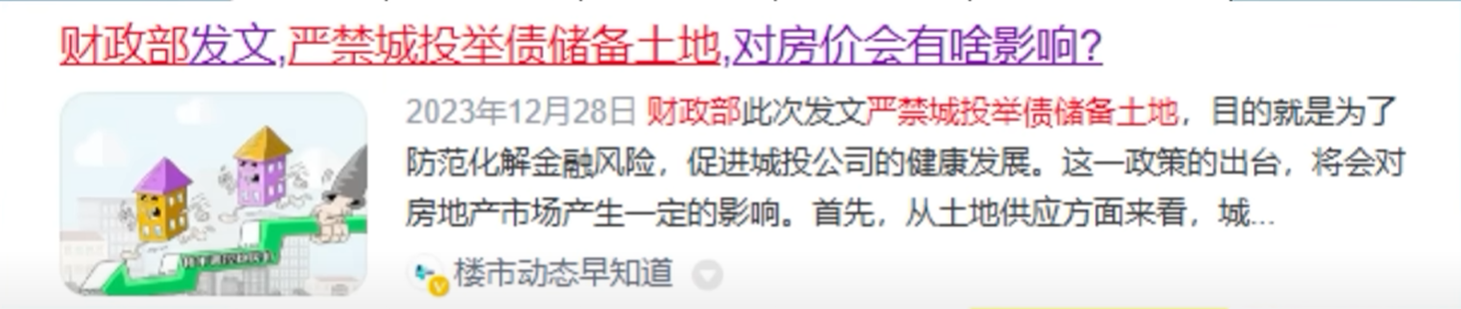 财政部发文,严禁城投举债储备土地,对房价会有啥影响?
2023年12月28日 财政部此次发文严禁城投举债储备土地，目的就是为了
防范化解金融风险，促进城投公司的健康发展。这一政策的出台，将会对
房地产市场产生一定的影响。首先，从土地供应方面来看，城...
楼市动态早知道